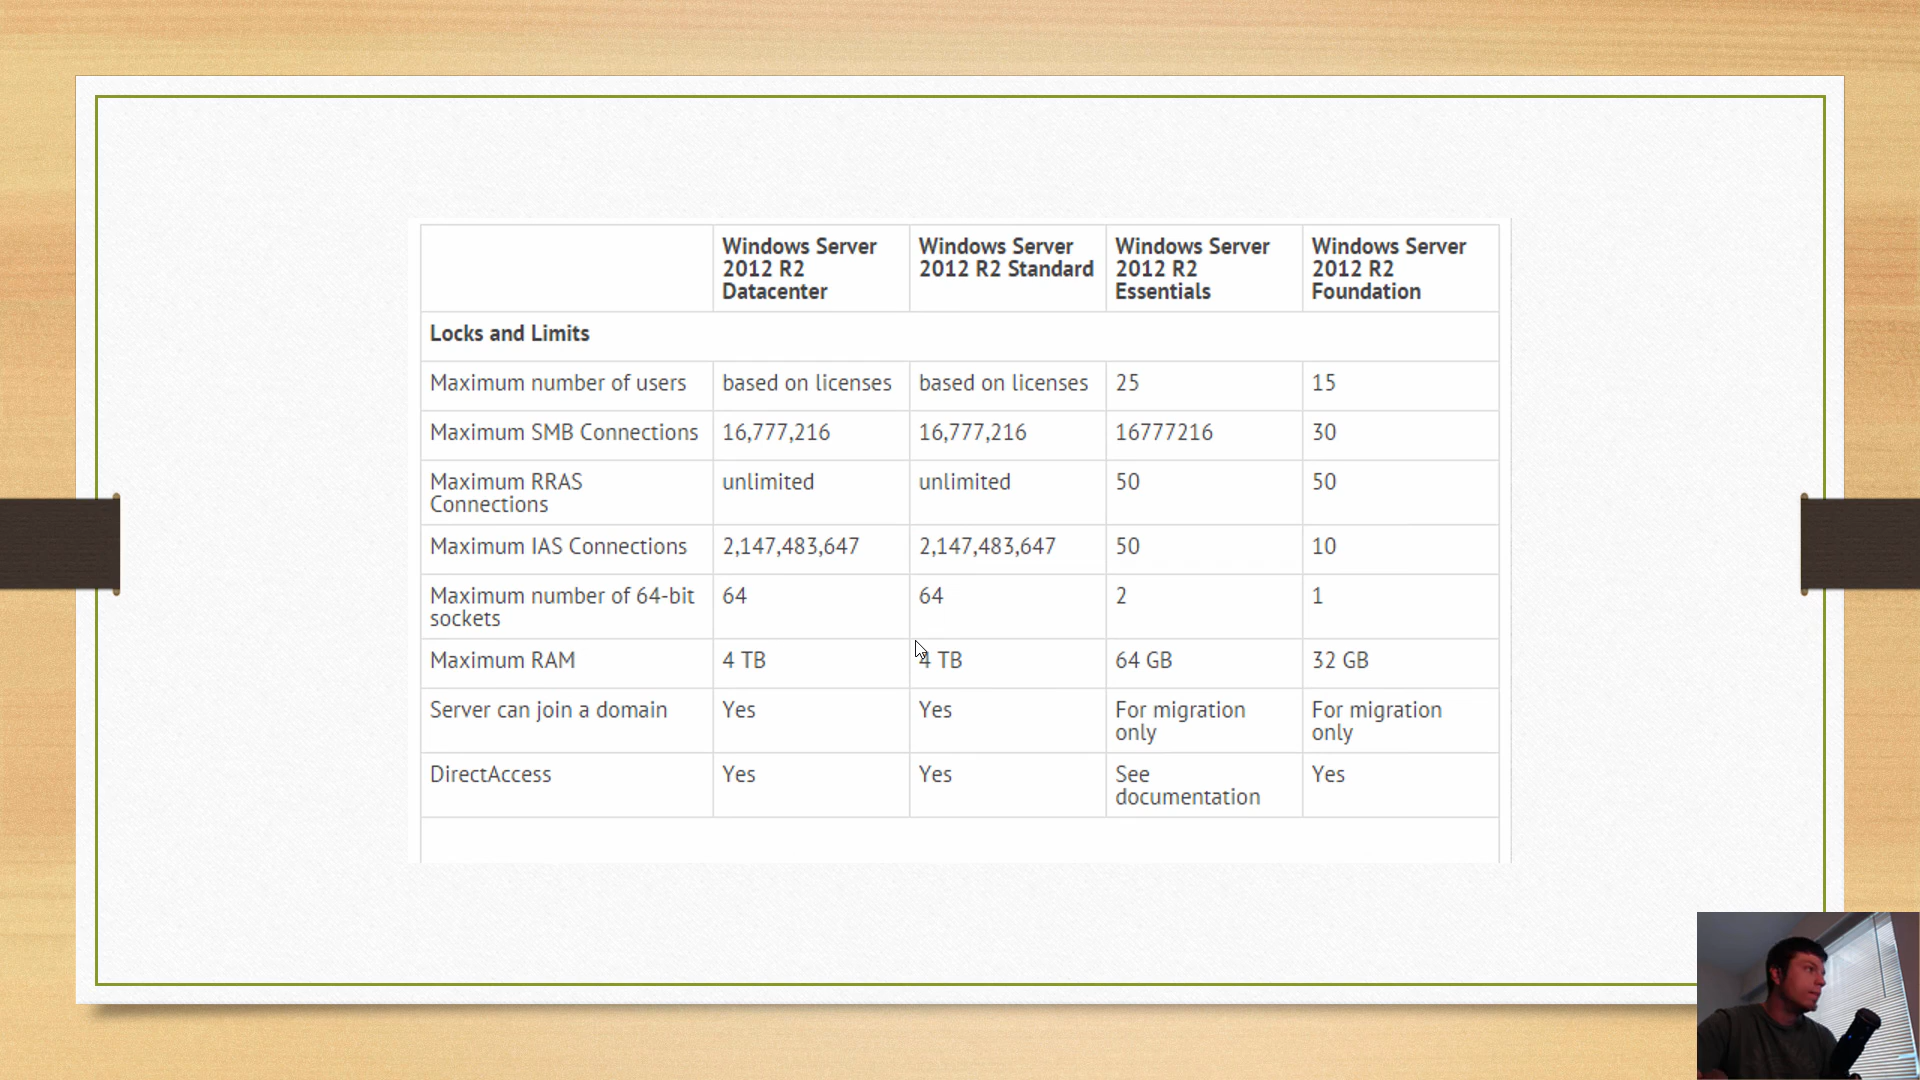 Windows Server 2012 R2 Datacenter
Windows Server 2012 R2 Standard
Windows Server 2012 R2 Essentials
Windows Server 2012 R2 Foundation
Locks and Limits
Maximum number of users based on licenses based on licenses 25 15
Maximum SMB Connections 16,777,216 16,777,216 16777216 30
Maximum RRAS Connections unlimited unlimited 50 50
Maximum IAS Connections 2,147,483,647 2,147,483,647 50 10
Maximum number of 64-bit sockets 64 64 2 1
Maximum RAM 4 TB 4 TB 64 GB 32 GB
Server can join a domain Yes Yes For migration only For migration only
DirectAccess Yes Yes See documentation Yes